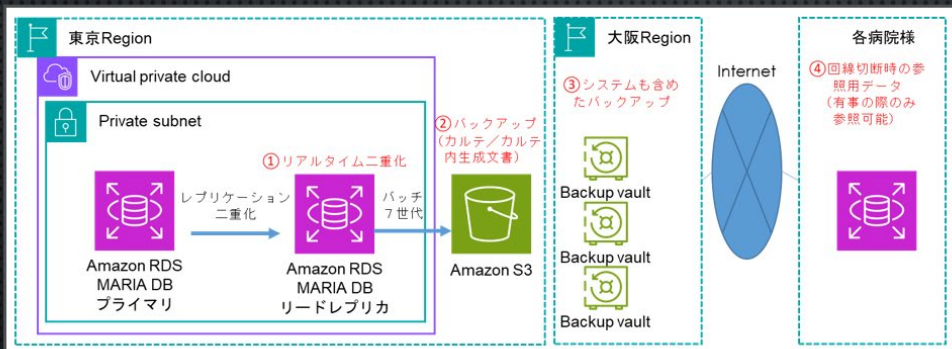 東京Region
Virtual private cloud
Private subnet
①リアルタイム二重化
レプリケーション
二重化
バッチ
7世代
②バックアップ
(カルテ/カルテ
内生成文書)
Amazon RDS
MARIA DB
プライマリ
Amazon RDS
MARIA DB
リードレプリカ
Amazon S3
大阪Region
③システムも含め
たバックアップ
Backup vault
Backup vault
Backup vault
Internet
各病院様
④回線切断時の参
照用データ
(有事の際のみ
参照可能)